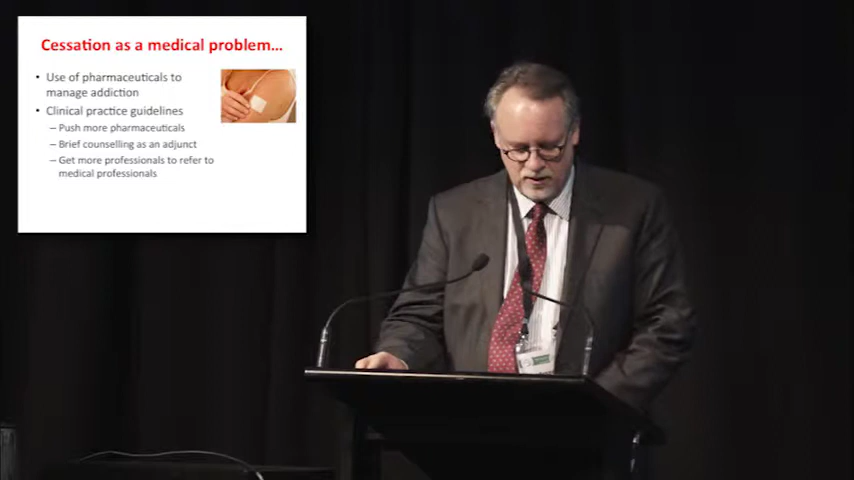 Cessation as a medical problem...
• Use of pharmaceuticals to
manage addiction
• Clinical practice guidelines
– Push more pharmaceuticals
– Brief counselling as an adjunct
– Get more professionals to refer to
medical professionals